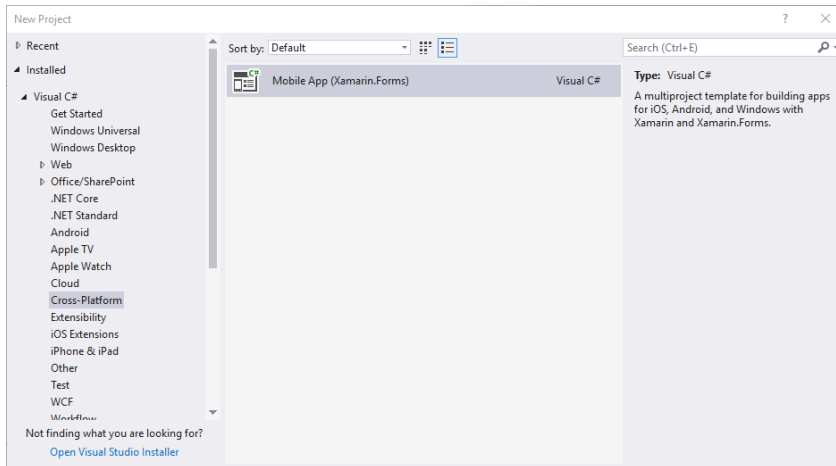 New Project
?
Recent
Installed
Visual C#
Get Started
Windows Universal
Windows Desktop
Web
Office/SharePoint
.NET Core
.NET Standard
Android
Apple TV
Apple Watch
Cloud
Cross-Platform
Extensibility
iOS Extensions
iPhone & iPad
Other
Test
WCF
Workflow
Not finding what you are looking for?
Open Visual Studio Installer
Sort by: Default
C#
Mobile App (Xamarin.Forms) Visual C#
Search (Ctrl+E)
Type: Visual C#
A multiproject template for building apps
for iOS, Android, and Windows with
Xamarin and Xamarin.Forms.